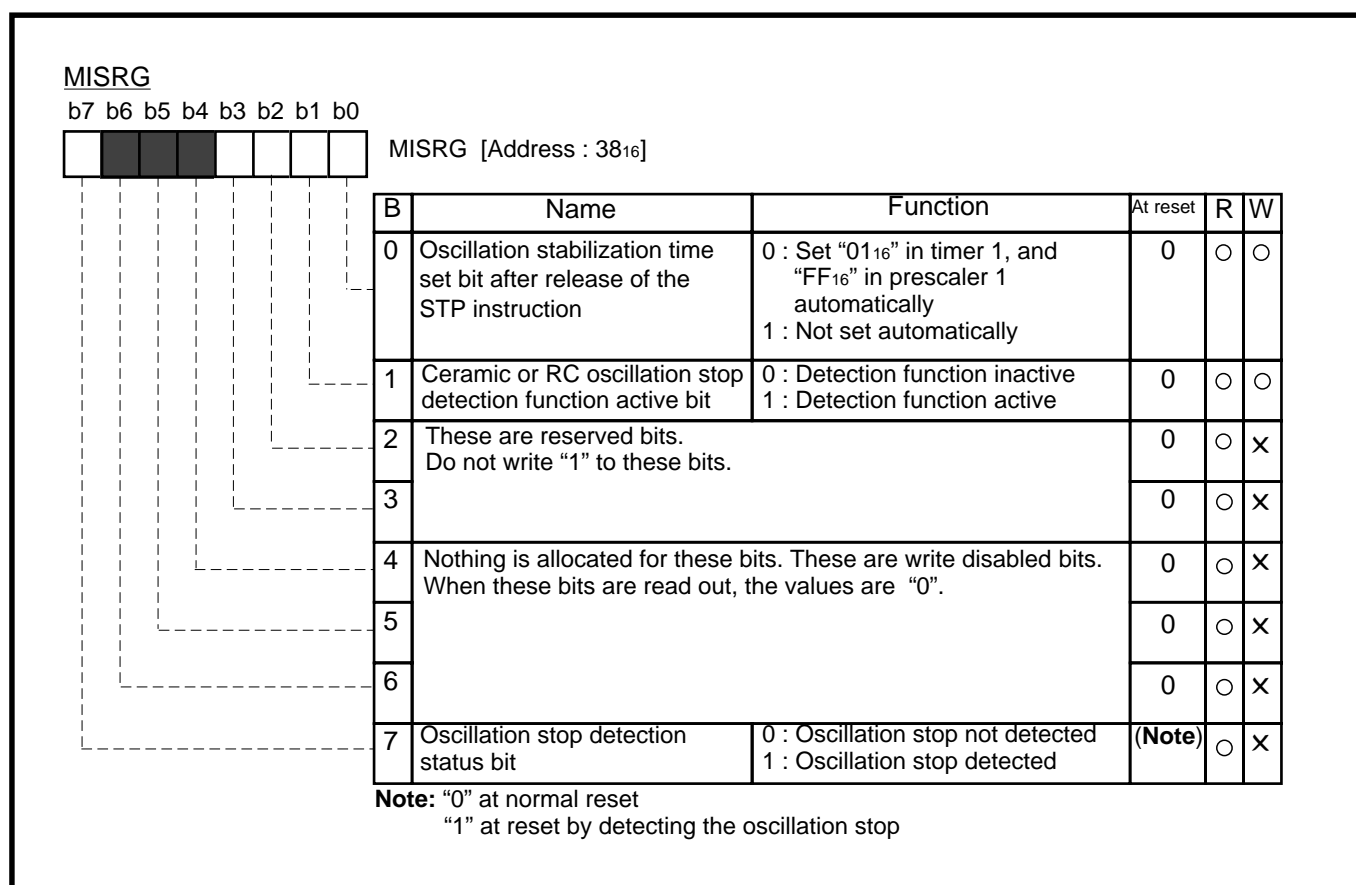 MISRG
b7 b6 b5 b4 b3 b2 b1 b0
MISRG [Address : 3816]
B Name Function At reset R W
0 Oscillation stabilization time 0 : Set “0116” in timer 1, and 0 ○ ○
set bit after release of the “FF16” in prescaler 1
STP instruction automatically
1 : Not set automatically
1 Ceramic or RC oscillation stop 0 : Detection function inactive 0 ○ ○
detection function active bit 1 : Detection function active
2 These are reserved bits. 0 ○ ×
Do not write “1” to these bits.
3 0 ○ ×
4 Nothing is allocated for these bits. These are write disabled bits. 0 ○ ×
When these bits are read out, the values are “0”.
5 0 ○ ×
6 0 ○ ×
7 Oscillation stop detection 0 : Oscillation stop not detected (Note) ○ ×
status bit 1 : Oscillation stop detected
Note: “0” at normal reset
“1” at reset by detecting the oscillation stop